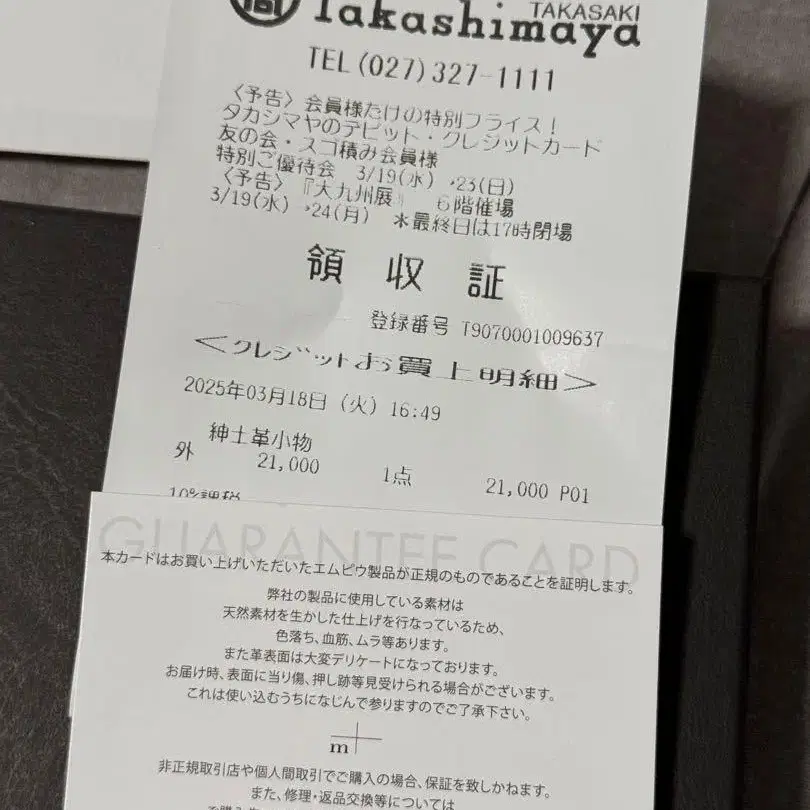 TAKASAKI
Takashimaya
TEL (027)327-1111
〈予告〉会員様だけの特別プライス!
タカシマヤのデビット・クレジットカード
友の会・スコ積み会員様
特別ご優待会 3/19(水)→23(日)
〈予告〉『大九州展』 6階催場
3/19(水)→24(月) *最終日は17時閉場
領収証
登録番号 T9070001009637
<クレジットお買上明細>
2025年03月18日(火)16:49
紳士革小物
外 21,000 1点 21,000 P01
10%課税
GUARANTEE CARD
本カードはお買い上げいただいたエムピウ製品が正規のものであることを証明します。
弊社の製品に使用している素材は
天然素材を生かした仕上げを行なっているため、
色落ち、血筋、ムラ等あります。
また革表面は大変デリケートになっております。
お届け時、表面に当り傷、押し跡等見受けられる場合がございます。
これは使い込むうちになじんで参りますのでご了承下さい。
m+
非正規取引店や個人間取引でご購入の場合、保証を致しかねます。
また、修理・返品交換等については